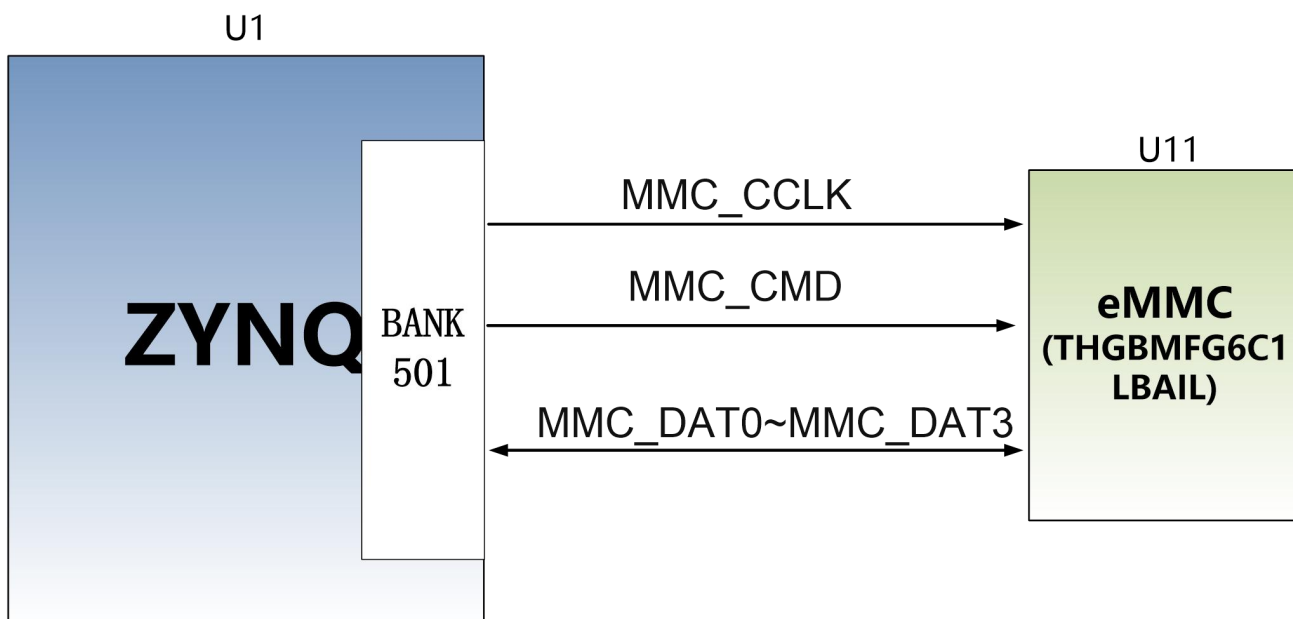 U1
U11
MMC_CCLK
MMC_CMD
ZYNQ
BANK
501
eMMC
(THGBMFG6C1
LBAIL)
MMC_DAT0~MMC_DAT3